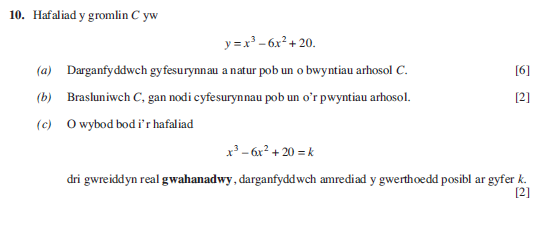 10. Hafaliad y gromlin C yw
y = x³ – 6x² + 20.
(a) Darganfyddwch gyfesurynnau a natur pob un o bwyntiau arhosol C. [6]
(b) Brasluniwch C, gan nodi cyfesurynnau pob un o'r pwyntiau arhosol. [2]
(c) O wybod bod i'r hafaliad
x³ – 6x² + 20 = k
dri gwreiddyn real gwahanadwy, darganfyddwch amrediad y gwerthoedd posibl ar gyfer k.
[2]